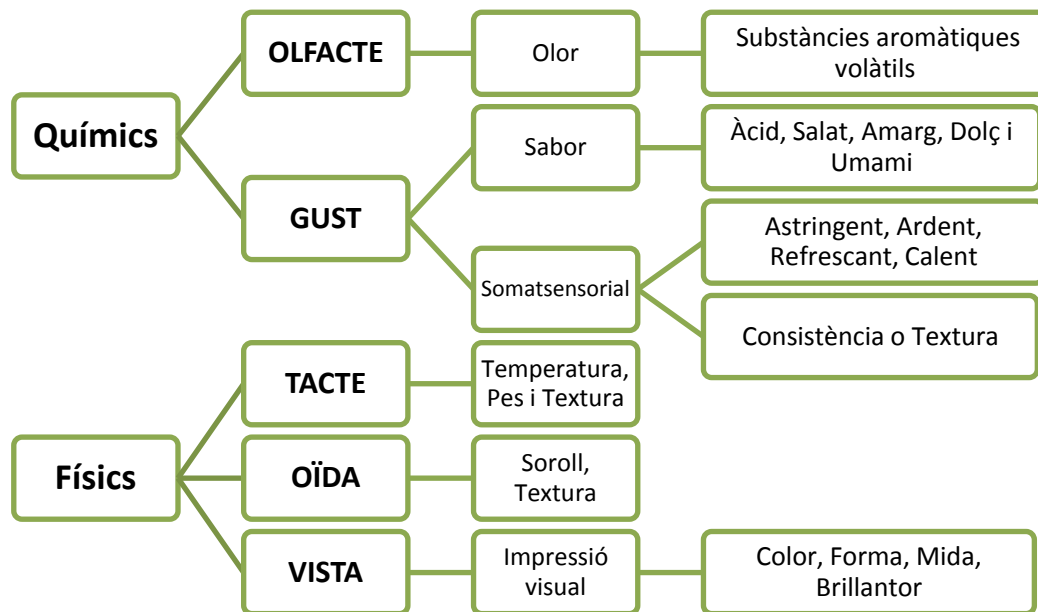 Químics
OLFACTE
Olor
Substàncies aromàtiques
volàtils
GUST
Sabor
Àcid, Salat, Amarg, Dolç i
Umami
Somatsensorial
Astringent, Ardent,
Refrescant, Calent
Consistència o Textura
Físics
TACTE
Temperatura,
Pes i Textura
OÏDA
Soroll,
Textura
VISTA
Impressió
visual
Color, Forma, Mida,
Brillantor